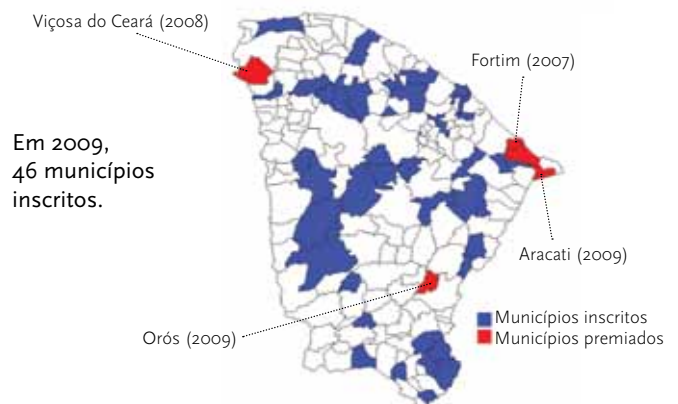 Viçosa do Ceará (2008)
Fortim (2007)
Em 2009,
46 municípios
inscritos.
Aracati (2009)
Orós (2009)
Municípios inscritos
Municípios premiados